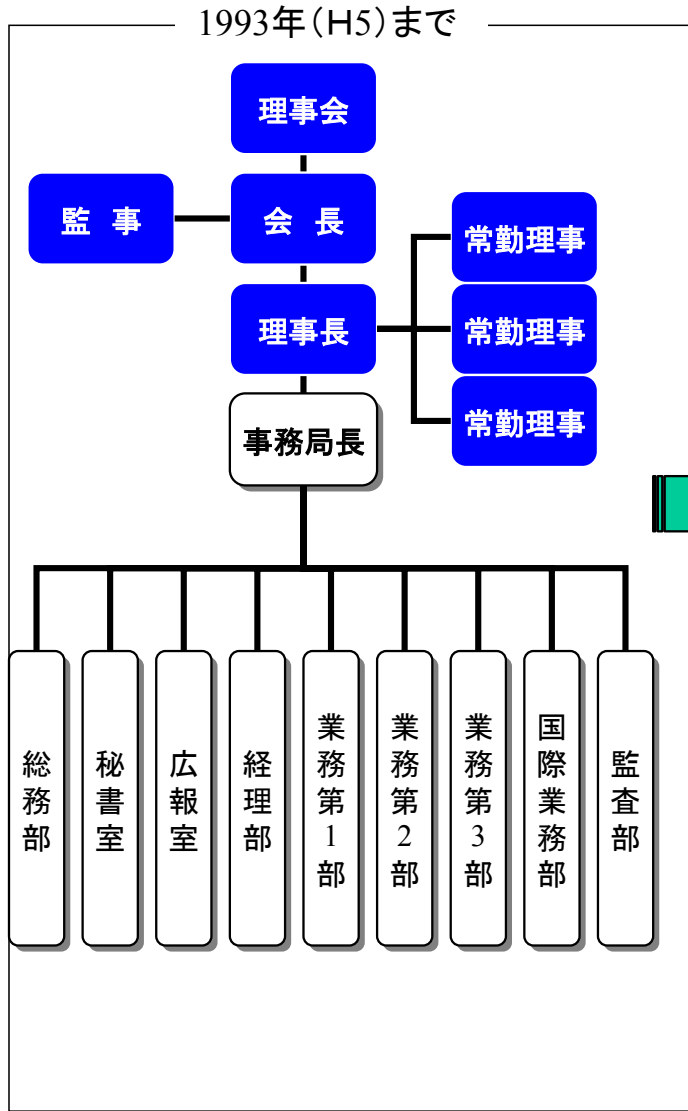 1993年(H5)まで
理事会
監 事
会 長
常勤理事
理事長
常勤理事
常勤理事
事務局長
総務部
秘書室
広報室
経理部
業務第1部
業務第2部
業務第3部
国際業務部
監査部